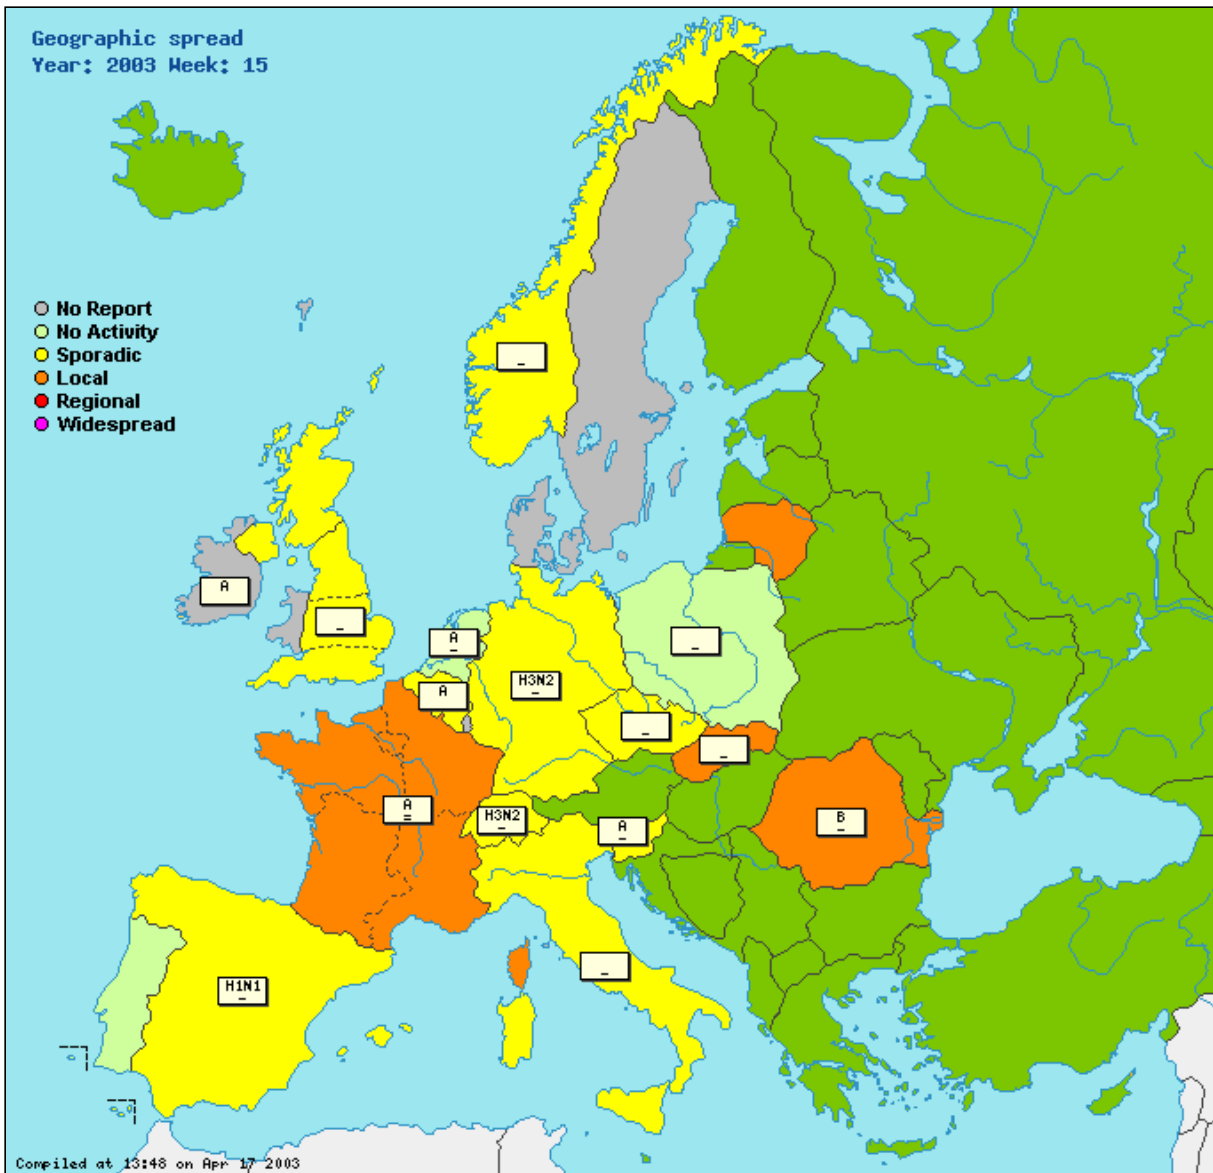 Geographic spread
Year: 2003 Week: 15
No Report
No Activity
Sporadic
Local
Regional
Widespread
_
A
_
A
_
_
A
H3N2
_
_
_
A
=
H3N2
_
A
_
B
_
_
H1N1
_
Compiled at 13:48 on Apr 17 2003